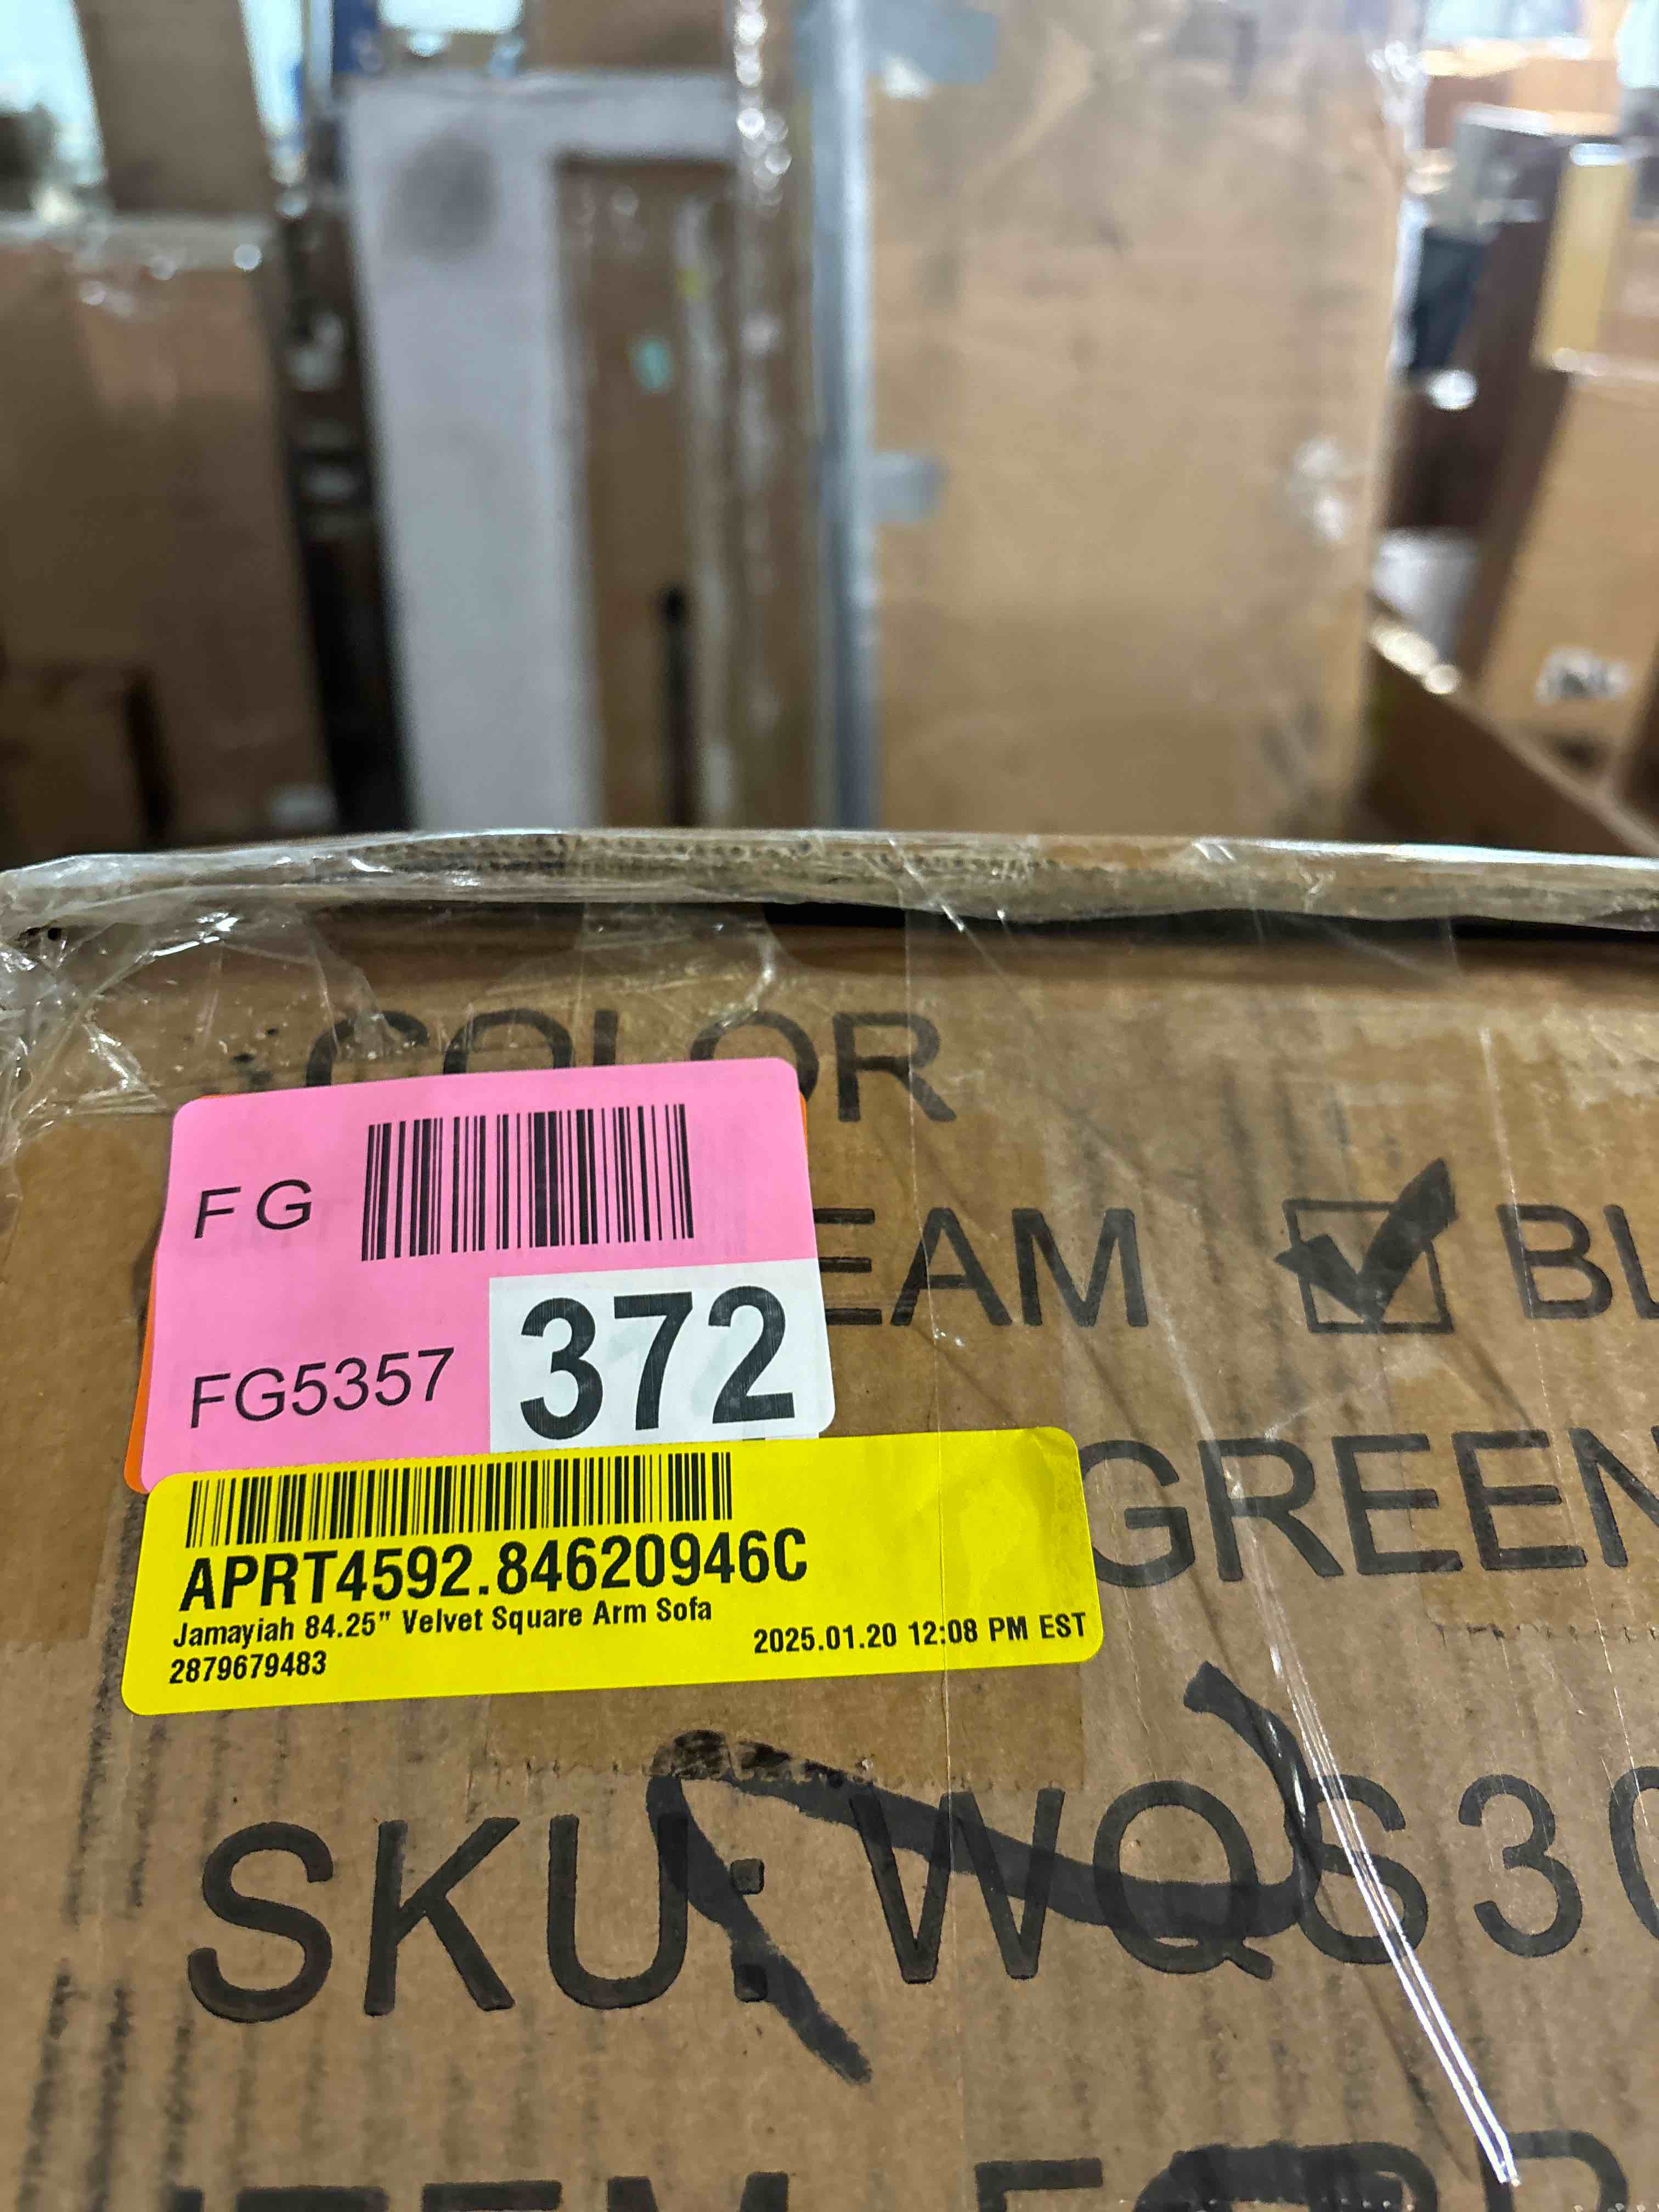 COLOR
FG
EAM
BL
FG5357
372
GREEN
APRT4592.84620946C
Jamayiah 84.25" Velvet Square Arm Sofa
2879679483
2025.01.20 12:08 PM EST
SKU: WQS30